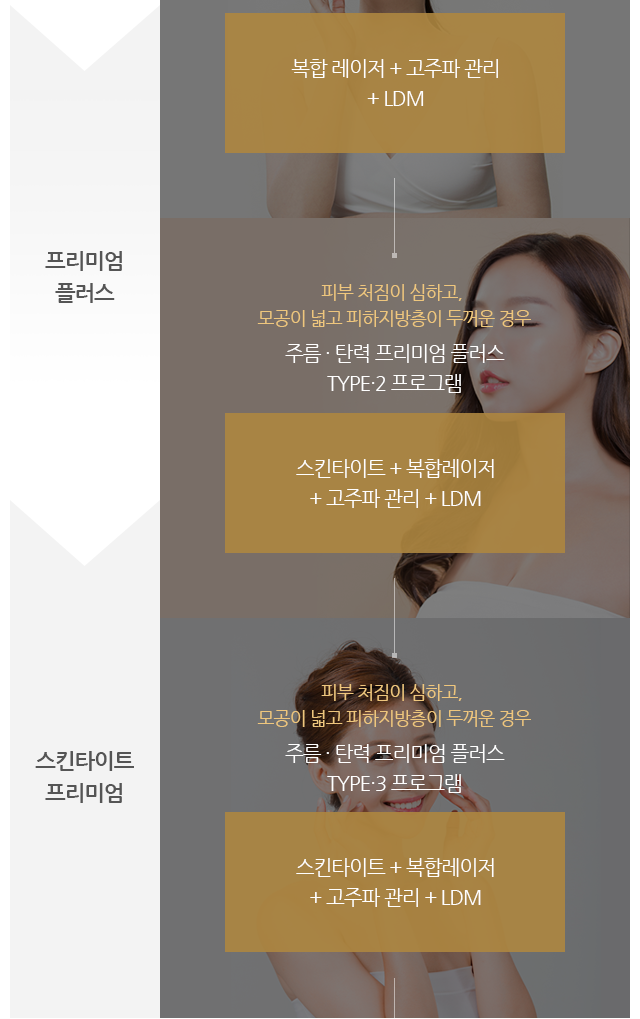 복합 레이저 + 고주파 관리
+ LDM
프리미엄
플러스
피부 처짐이 심하고,
모공이 넓고 피하지방층이 두꺼운 경우
주름 · 탄력 프리미엄 플러스
TYPE·2 프로그램
스킨타이트 + 복합레이저
+ 고주파 관리 + LDM
스킨타이트
프리미엄
피부 처짐이 심하고,
모공이 넓고 피하지방층이 두꺼운 경우
주름 · 탄력 프리미엄 플러스
TYPE·3 프로그램
스킨타이트 + 복합레이저
+ 고주파 관리 + LDM